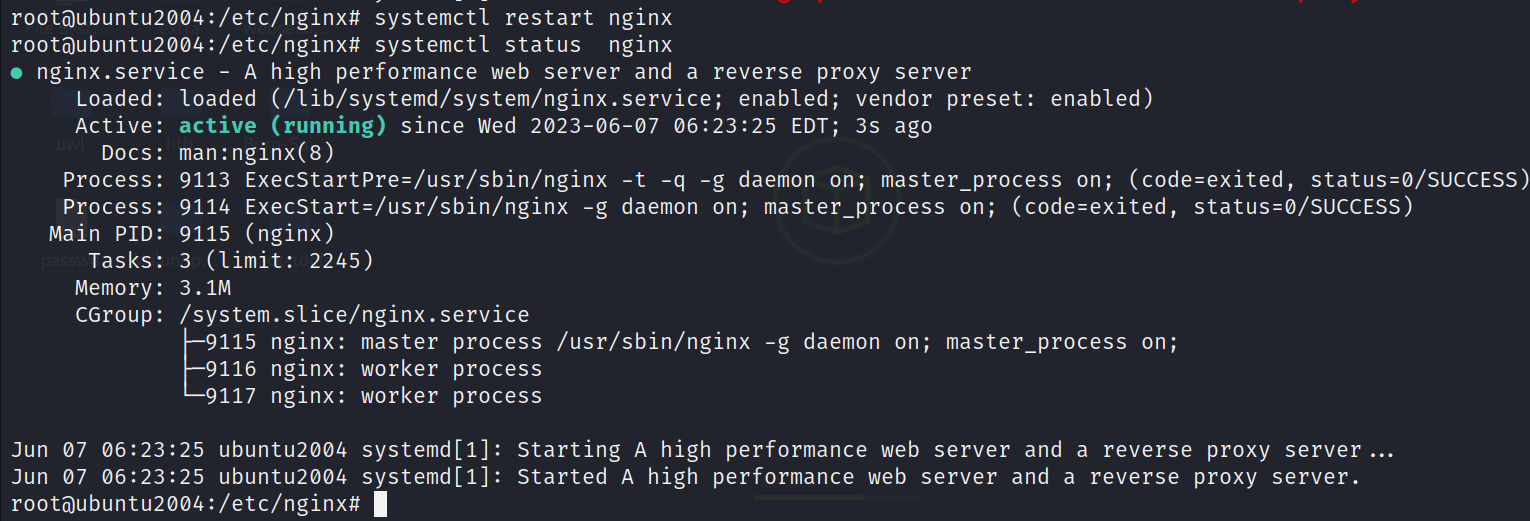 root@ubuntu2004:/etc/nginx# systemctl restart nginx
root@ubuntu2004:/etc/nginx# systemctl status  nginx
● nginx.service - A high performance web server and a reverse proxy server
     Loaded: loaded (/lib/systemd/system/nginx.service; enabled; vendor preset: enabled)
     Active: active (running) since Wed 2023-06-07 06:23:25 EDT; 3s ago
       Docs: man:nginx(8)
    Process: 9113 ExecStartPre=/usr/sbin/nginx -t -q -g daemon on; master_process on; (code=exited, status=0/SUCCESS)
    Process: 9114 ExecStart=/usr/sbin/nginx -g daemon on; master_process on; (code=exited, status=0/SUCCESS)
   Main PID: 9115 (nginx)
      Tasks: 3 (limit: 2245)
     Memory: 3.1M
     CGroup: /system.slice/nginx.service
             ├─9115 nginx: master process /usr/sbin/nginx -g daemon on; master_process on;
             ├─9116 nginx: worker process
             └─9117 nginx: worker process

Jun 07 06:23:25 ubuntu2004 systemd[1]: Starting A high performance web server and a reverse proxy server...
Jun 07 06:23:25 ubuntu2004 systemd[1]: Started A high performance web server and a reverse proxy server.
root@ubuntu2004:/etc/nginx#